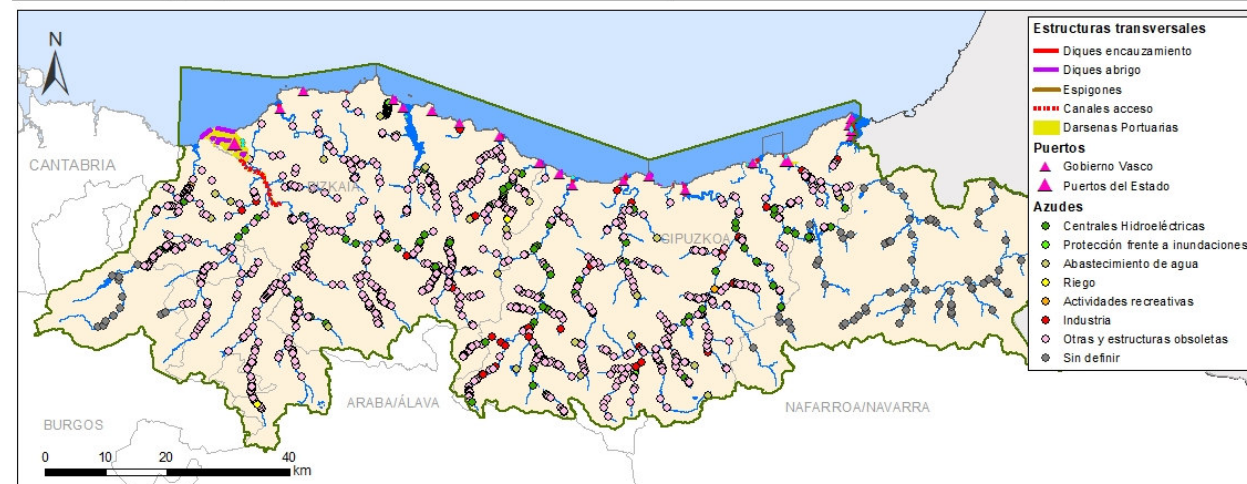 N
CANTABRIA
BIZKAIA
GIPUZKOA
ARABA/ÁLAVA
NAFARROA/NAVARRA
BURGOS
0 10 20 40
km
Estructuras transversales
Diques encauzamiento
Diques abrigo
Espigones
Canales acceso
Darsenas Portuarias
Puertos
Gobierno Vasco
Puertos del Estado
Azudes
Centrales Hidroeléctricas
Protección frente a inundaciones
Abastecimiento de agua
Riego
Actividades recreativas
Industria
Otras y estructuras obsoletas
Sin definir